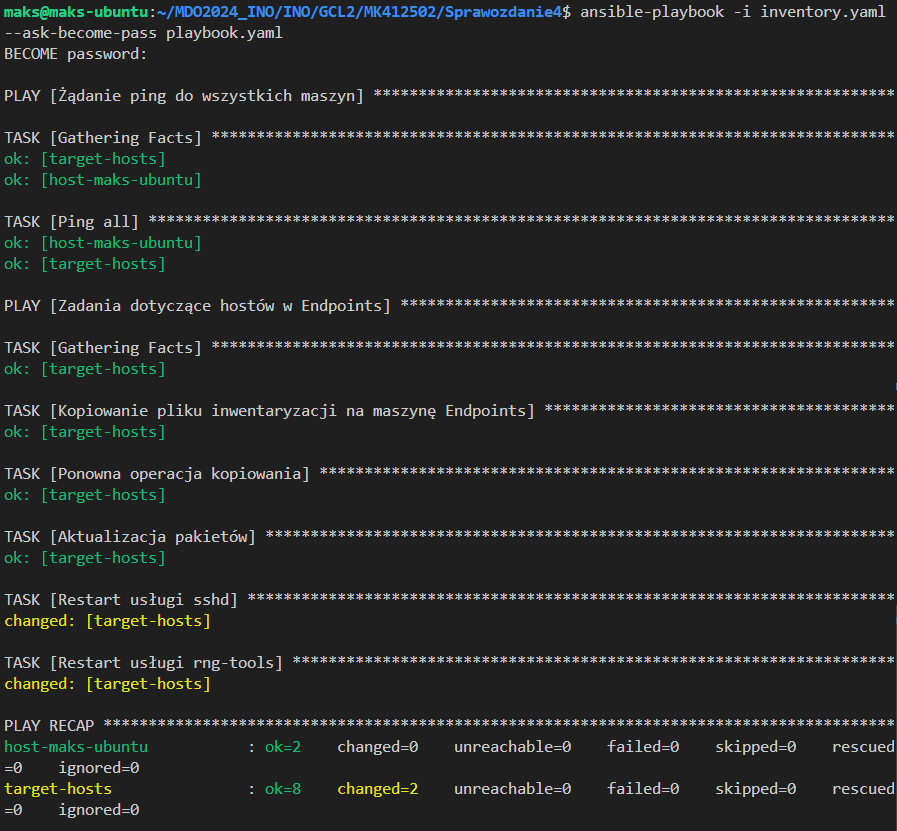 maks@maks-ubuntu:~/MDO2024_INO/INO/GCL2/MK412502/Sprawozdanie4$ ansible-playbook -i inventory.yaml
--ask-become-pass playbook.yaml
BECOME password:
PLAY [Żądanie ping do wszystkich maszyn] **********************************************************
TASK [Gathering Facts] ****************************************************************************
ok: [target-hosts]
ok: [host-maks-ubuntu]
TASK [Ping all] ***********************************************************************************
ok: [host-maks-ubuntu]
ok: [target-hosts]
PLAY [Zadania dotyczące hostów w Endpoints] *******************************************************
TASK [Gathering Facts] ****************************************************************************
ok: [target-hosts]
TASK [Kopiowanie pliku inwentaryzacji na maszynę Endpoints] ***************************************
ok: [target-hosts]
TASK [Ponowna operacja kopiowania] ****************************************************************
ok: [target-hosts]
TASK [Aktualizacja pakietów] **********************************************************************
ok: [target-hosts]
TASK [Restart usługi sshd] ************************************************************************
changed: [target-hosts]
TASK [Restart usługi rng-tools] *******************************************************************
changed: [target-hosts]
PLAY RECAP ****************************************************************************************
host-maks-ubuntu           : ok=2    changed=0    unreachable=0    failed=0    skipped=0    rescued
=0    ignored=0
target-hosts               : ok=8    changed=2    unreachable=0    failed=0    skipped=0    rescued
=0    ignored=0